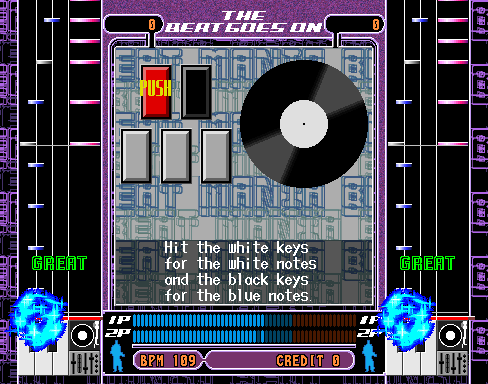 THE
BEAT GOES ON
0
0
PUSH
Hit the white keys
for the white notes
and the black keys
for the blue notes.
GREAT
GREAT
1P
1P
2P
2P
BPM 109
CREDIT 0